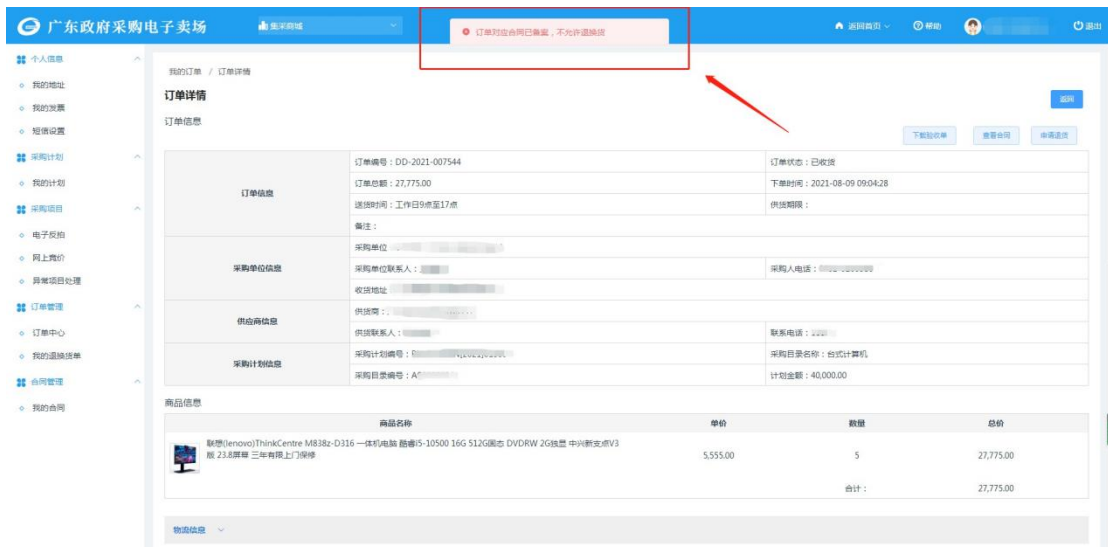 广东政府采购电子卖场
集采商城
订单对应合同已备案，不允许退换货
返回首页
帮助
退出
个人信息
我的地址
我的发票
短信设置
采购计划
我的计划
采购项目
电子反拍
网上竞价
异常项目处理
订单管理
订单中心
我的退换货单
合同管理
我的合同
我的订单 / 订单详情
订单详情
返回
订单信息
下载验收单 查看合同 申请退货
订单信息
订单编号：DD-2021-007544 订单状态：已收货
订单总额：27,775.00 下单时间：2021-08-09 09:04:28
送货时间：工作日9点至17点 供货期限：
备注：
采购单位信息
采购单位
采购单位联系人： 采购人电话：
收货地址
供应商信息
供货商：
供货联系人： 联系电话：
采购计划信息
采购计划编号： 采购目录名称：台式计算机
采购目录编号： 计划金额：40,000.00
商品信息
商品名称 单价 数量 总价
联想(lenovo)ThinkCentre M838z-D316 一体机电脑 酷睿i5-10500 16G 512G固态 DVDRW 2G独显 中兴新支点V3
版 23.8屏幕 三年有限上门保修 5,555.00 5 27,775.00
合计： 27,775.00
物流信息